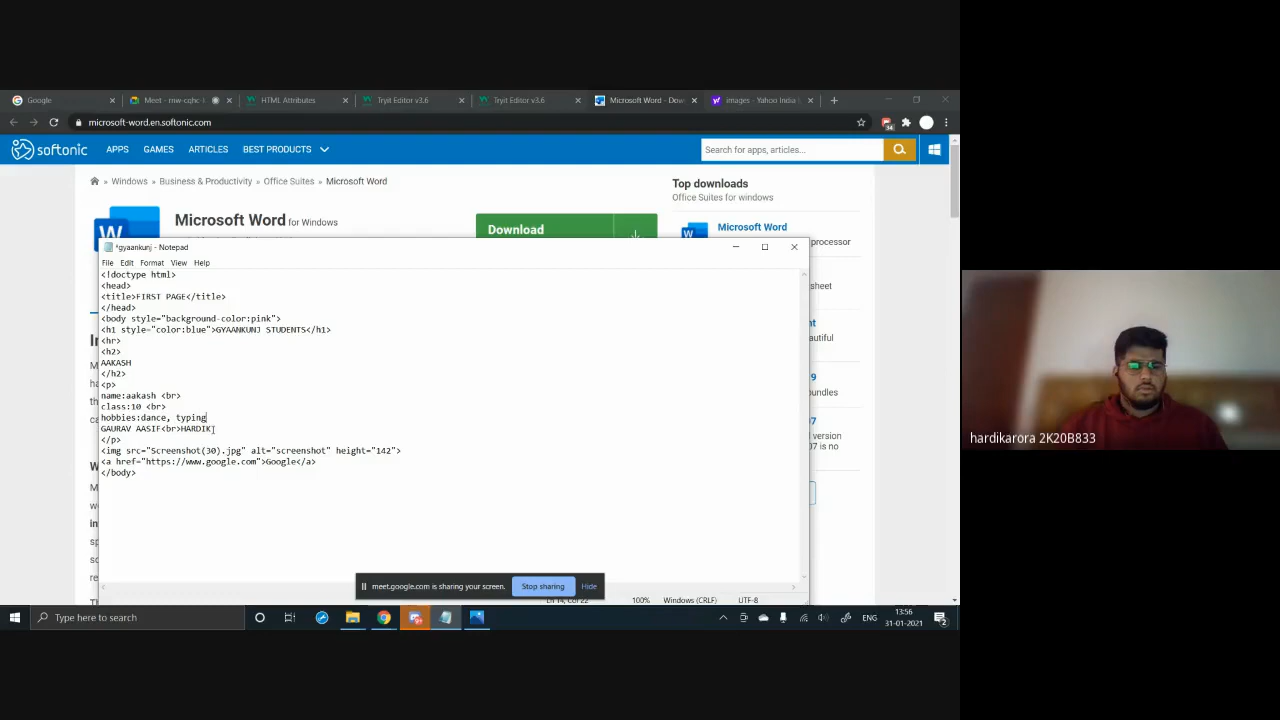 Google
Meet - rnw-cqhc-
HTML Attributes
Tryit Editor v3.6
Tryit Editor v3.6
Microsoft Word - Dow
images - Yahoo India S
microsoft-word.en.softonic.com
softonic
APPS
GAMES
ARTICLES
BEST PRODUCTS
Search for apps, articles...
» Windows » Business & Productivity » Office Suites » Microsoft Word
Top downloads
Office Suites for windows
Microsoft Word for Windows
Download
Microsoft Word
processor
*gyaankunj - Notepad
File Edit Format View Help
<!doctype html>
<head>
<title>FIRST PAGE</title>
</head>
<body style="background-color:pink">
<h1 style="color:blue">GYAANKUNJ STUDENTS</h1>
<hr>
<h2>
AAKASH
</h2>
<p>
name:aakash <br>
class:10 <br>
hobbies:dance, typing
GAURAV AASIF<br>HARDIK
</p>
<img src="Screenshot(30).jpg" alt="screenshot" height="142">
<a href="https://www.google.com">Google</a>
</body>
meet.google.com is sharing your screen.
Stop sharing
Hide
Ln 14, Col 22
100%
Windows (CRLF)
UTF-8
Type here to search
ENG
13:56
31-01-2021
hardikarora 2K20B833